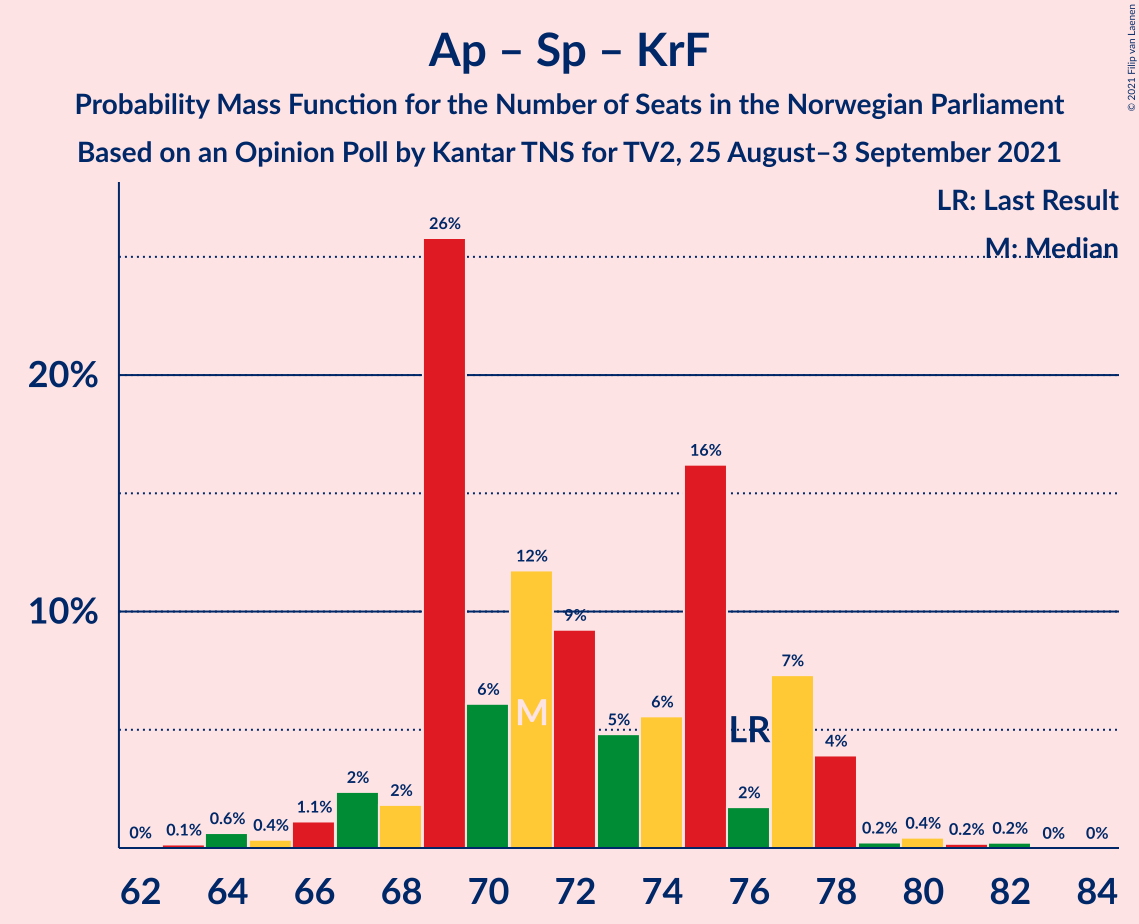 Ap – Sp – KrF
Probability Mass Function for the Number of Seats in the Norwegian Parliament
Based on an Opinion Poll by Kantar TNS for TV2, 25 August–3 September 2021
© 2021 Filip van Laenen
LR: Last Result
M: Median
20%
10%
0% 0.1% 0.6% 0.4% 1.1% 2% 2% 26% 6% 12% 9% 5% 6% 16% 2% 7% 4% 0.2% 0.4% 0.2% 0.2% 0% 0%
M
LR
62 64 66 68 70 72 74 76 78 80 82 84